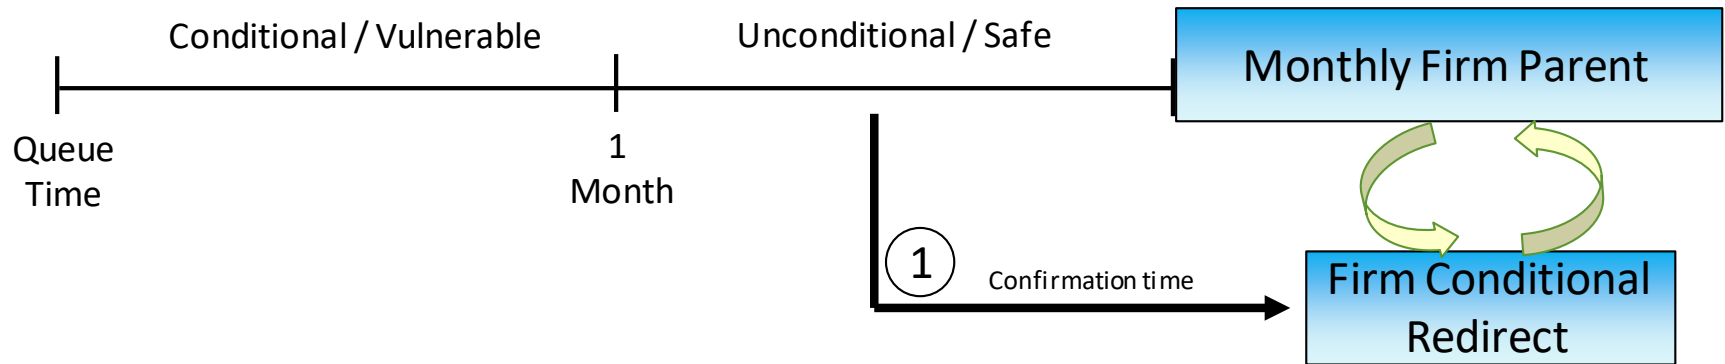 Conditional / Vulnerable
Unconditional / Safe
Monthly Firm Parent
Queue
Time
1
Month
1
Confirmation time
Firm Conditional
Redirect